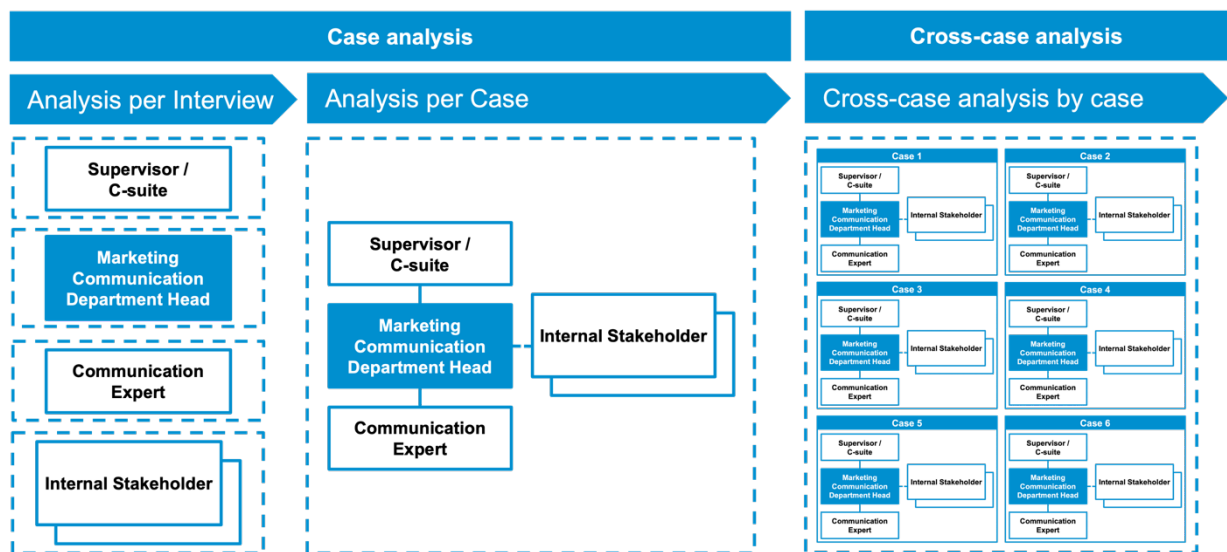 Case analysis
Cross-case analysis
Analysis per Interview
Analysis per Case
Cross-case analysis by case
Supervisor /
C-suite
Marketing
Communication
Department Head
Communication
Expert
Internal Stakeholder
Supervisor /
C-suite
Marketing
Communication
Department Head
Internal Stakeholder
Communication
Expert
Case 1
Supervisor /
C-suite
Marketing
Communication
Department Head
Internal Stakeholder
Communication
Expert
Case 2
Supervisor /
C-suite
Marketing
Communication
Department Head
Internal Stakeholder
Communication
Expert
Case 3
Supervisor /
C-suite
Marketing
Communication
Department Head
Internal Stakeholder
Communication
Expert
Case 4
Supervisor /
C-suite
Marketing
Communication
Department Head
Internal Stakeholder
Communication
Expert
Case 5
Supervisor /
C-suite
Marketing
Communication
Department Head
Internal Stakeholder
Communication
Expert
Case 6
Supervisor /
C-suite
Marketing
Communication
Department Head
Internal Stakeholder
Communication
Expert